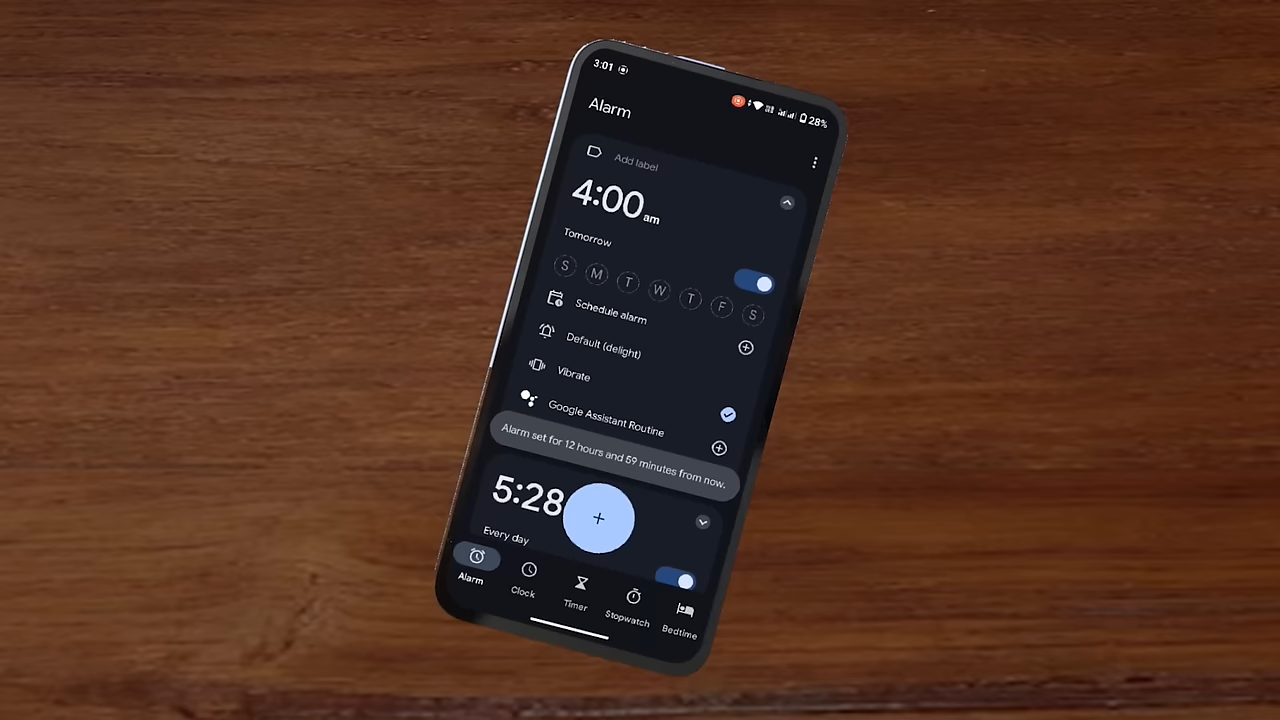 3:01
28%
Alarm
Add label
4:00 am
Tomorrow
S M T W T F S
Schedule alarm
Default (delight)
Vibrate
Google Assistant Routine
Alarm set for 12 hours and 59 minutes from now.
5:28
Every day
Alarm
Clock
Timer
Stopwatch
Bedtime